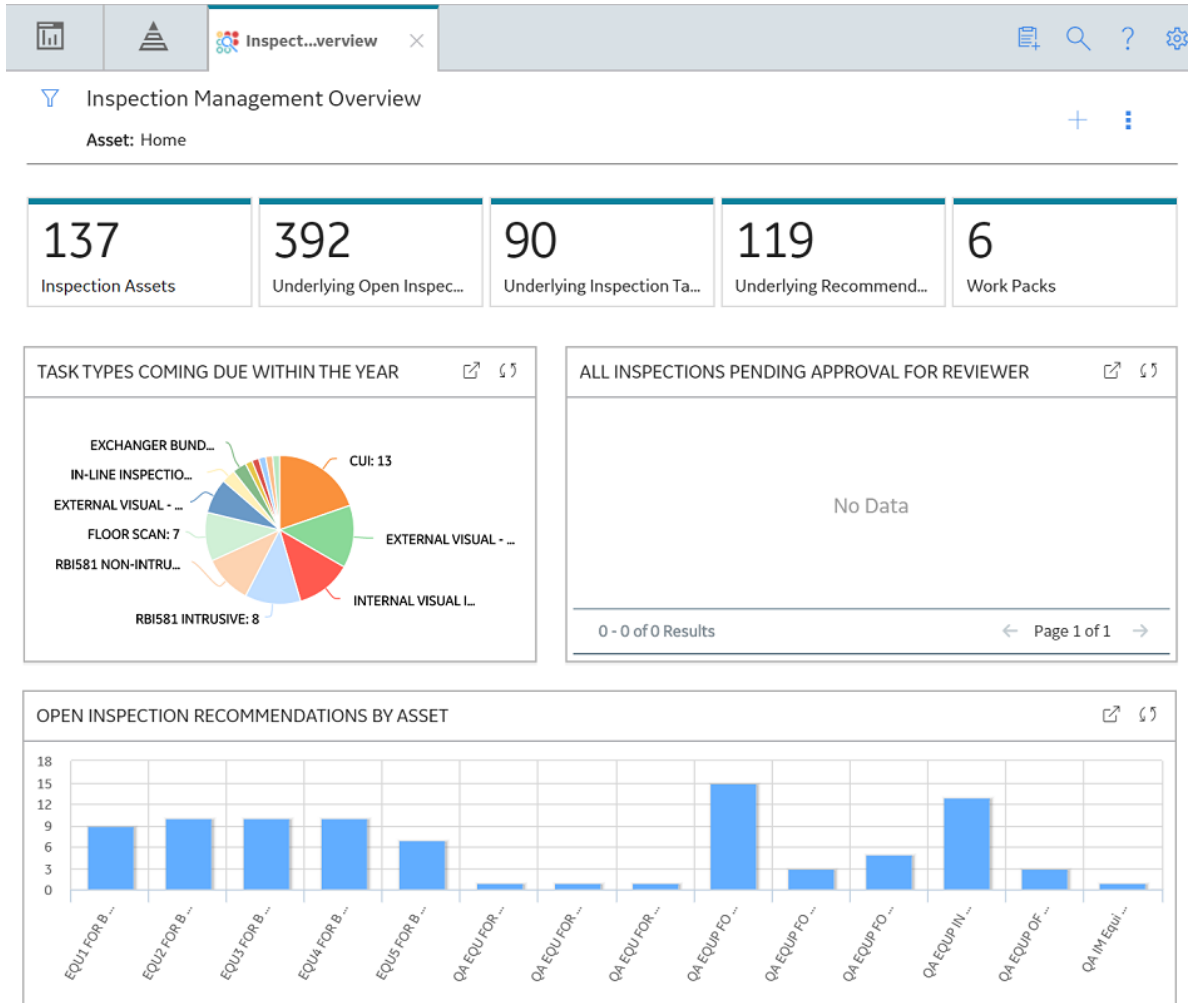 Inspect...verview
Inspection Management Overview
Asset: Home
137
Inspection Assets
392
Underlying Open Inspec...
90
Underlying Inspection Ta...
119
Underlying Recommend...
6
Work Packs
TASK TYPES COMING DUE WITHIN THE YEAR
EXCHANGER BUND...
IN-LINE INSPECTIO...
EXTERNAL VISUAL - ...
FLOOR SCAN: 7
RBI581 NON-INTRU...
RBI581 INTRUSIVE: 8
CUI: 13
EXTERNAL VISUAL - ...
INTERNAL VISUAL I...
ALL INSPECTIONS PENDING APPROVAL FOR REVIEWER
No Data
0 - 0 of 0 Results
Page 1 of 1
OPEN INSPECTION RECOMMENDATIONS BY ASSET
18
15
12
9
6
3
0
EQU1 FOR B ...
EQU2 FOR B ...
EQU3 FOR B ...
EQU4 FOR B ...
EQU5 FOR B ...
QA EQU FOR ...
QA EQU FOR ...
QA EQU FOR ...
QA EQUP FO ...
QA EQUP FO ...
QA EQUP FO ...
QA EQUP IN ...
QA EQUP OF ...
QA IM Equi ...